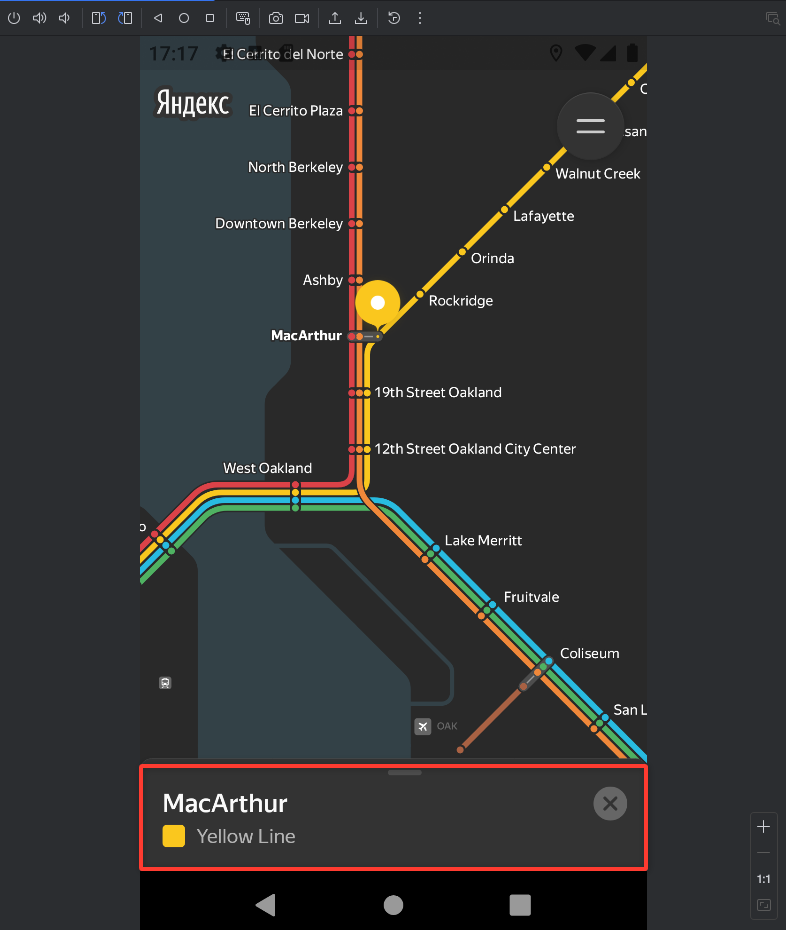 17:17
El Cerrito del Norte
Яндекс
El Cerrito Plaza
North Berkeley
Walnut Creek
Downtown Berkeley
Lafayette
Orinda
Ashby
Rockridge
MacArthur
19th Street Oakland
12th Street Oakland City Center
West Oakland
Lake Merritt
Fruitvale
Coliseum
San L
OAK
MacArthur
Yellow Line
1:1